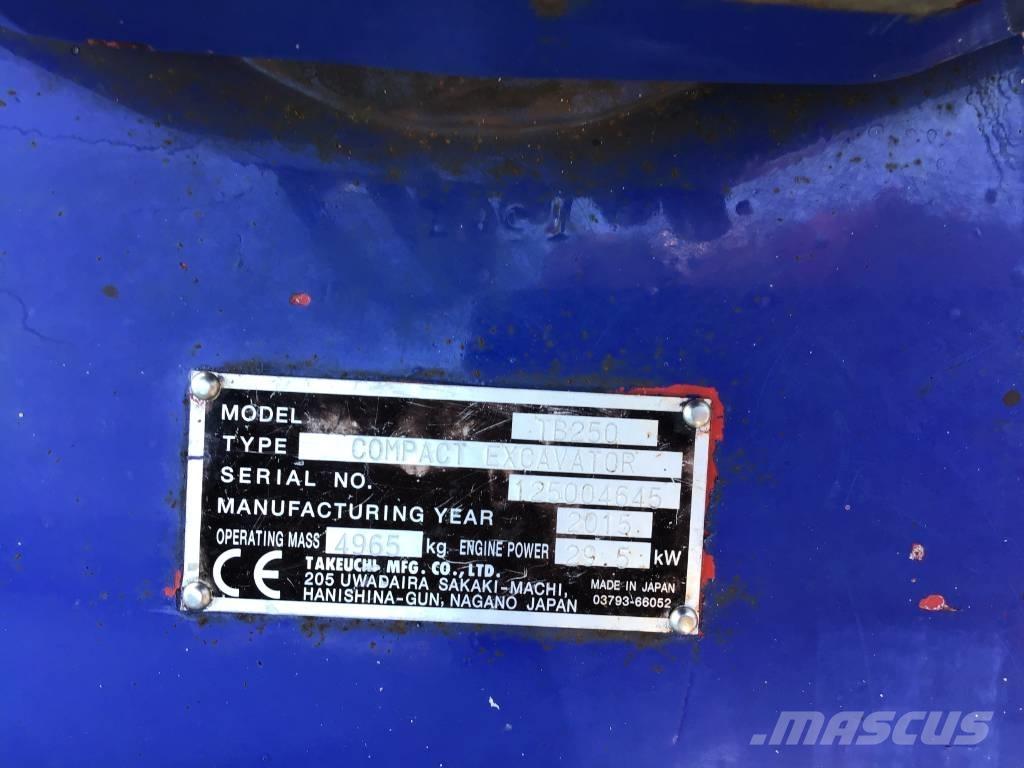 MODEL TB250
TYPE COMPACT EXCAVATOR
SERIAL NO. 125004645
MANUFACTURING YEAR 2015
OPERATING MASS 4965 kg ENGINE POWER 29.5 kW
CE TAKEUCHI MFG. CO., LTD.
205 UWADAIRA SAKAKI-MACHI,
HANISHINA-GUN, NAGANO JAPAN
MADE IN JAPAN
03793-66052
MASCUS